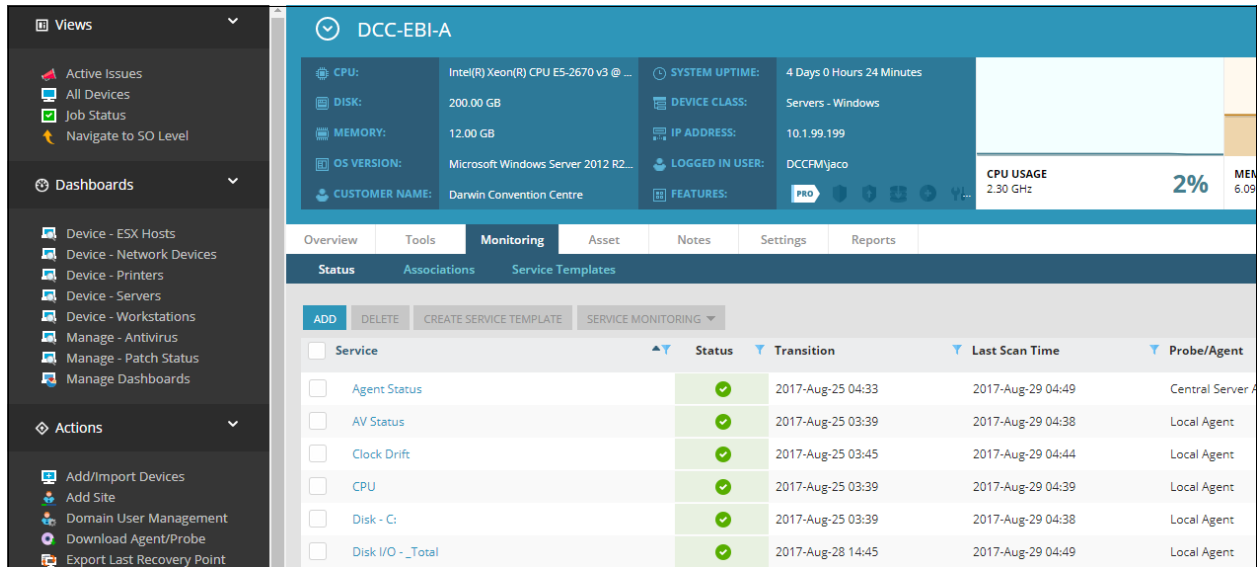 Views
Active Issues
All Devices
Job Status
Navigate to SO Level
Dashboards
Device - ESX Hosts
Device - Network Devices
Device - Printers
Device - Servers
Device - Workstations
Manage - Antivirus
Manage - Patch Status
Manage Dashboards
Actions
Add/Import Devices
Add Site
Domain User Management
Download Agent/Probe
Export Last Recovery Point
DCC-EBI-A
CPU: Intel(R) Xeon(R) CPU E5-2670 v3 @ ... SYSTEM UPTIME: 4 Days 0 Hours 24 Minutes
DISK: 200.00 GB DEVICE CLASS: Servers - Windows
MEMORY: 12.00 GB IP ADDRESS: 10.1.99.199
OS VERSION: Microsoft Windows Server 2012 R2... LOGGED IN USER: DCCFM\jaco
CUSTOMER NAME: Darwin Convention Centre FEATURES: PRO ...
CPU USAGE
2.30 GHz
2%
MEM
6.09
Overview Tools Monitoring Asset Notes Settings Reports
Status Associations Service Templates
ADD DELETE CREATE SERVICE TEMPLATE SERVICE MONITORING
Service Status Transition Last Scan Time Probe/Agent
Agent Status 2017-Aug-25 04:33 2017-Aug-29 04:49 Central Server A
AV Status 2017-Aug-25 03:39 2017-Aug-29 04:38 Local Agent
Clock Drift 2017-Aug-25 03:45 2017-Aug-29 04:44 Local Agent
CPU 2017-Aug-25 03:39 2017-Aug-29 04:39 Local Agent
Disk - C: 2017-Aug-25 03:39 2017-Aug-29 04:38 Local Agent
Disk I/O - _Total 2017-Aug-28 14:45 2017-Aug-29 04:49 Local Agent